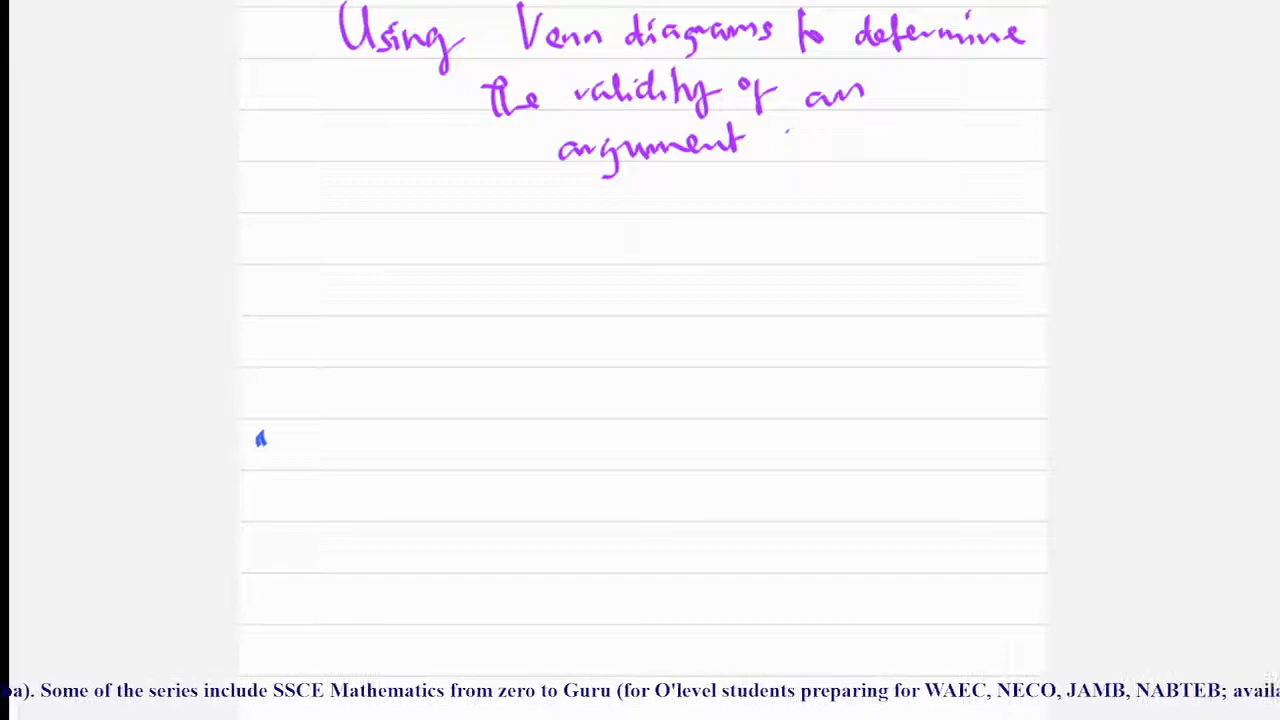 Using Venn diagrams to determine
the validity of an
argument
a
pa). Some of the series include SSCE Mathematics from zero to Guru (for O'level students preparing for WAEC, NECO, JAMB, NABTEB; availa